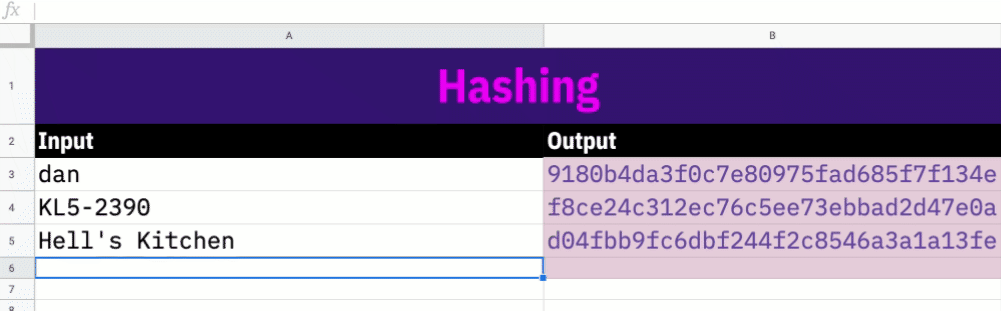 fx
A B
1 Hashing
2 Input Output
3 dan 9180b4da3f0c7e80975fad685f7f134e
4 KL5-2390 f8ce24c312ec76c5ee73ebbad2d47e0a
5 Hell's Kitchen d04fbb9fc6dbf244f2c8546a3a1a13fe
6
7
8